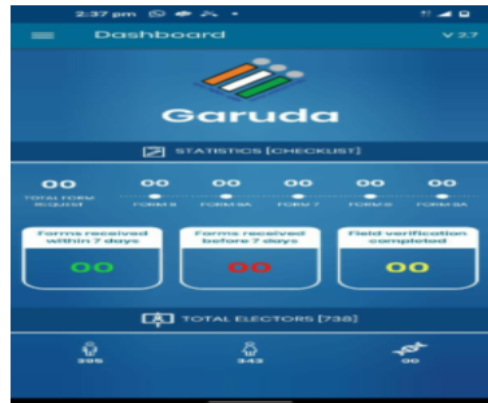 2:37 pm
Dashboard V 2.7
Garuda
STATISTICS [CHECKLIST]
00 00 00 00 00 00
TOTAL FORM REQUEST
FORM 6 FORM 6A FORM 7 FORM 8 FORM 8A
Forms received within 7 days
00
Forms received before 7 days
00
Field verification completed
00
TOTAL ELECTORS [738]
395 343 00